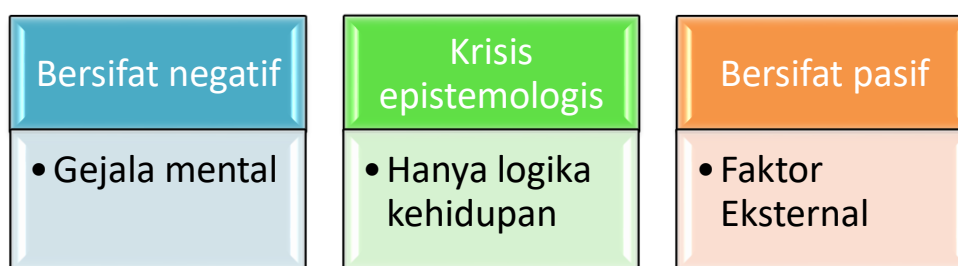 Bersifat negatif
• Gejala mental
Krisis
epistemologis
• Hanya logika
kehidupan
Bersifat pasif
• Faktor
Eksternal